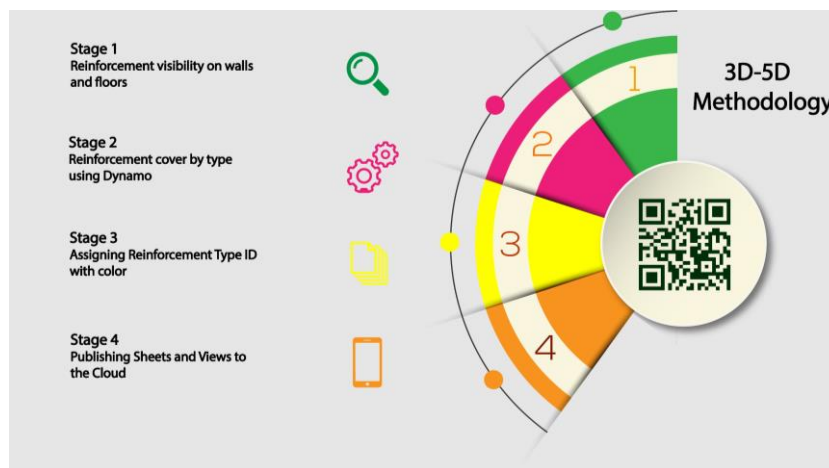 Stage 1
Reinforcement visibility on walls
and floors
Stage 2
Reinforcement cover by type
using Dynamo
Stage 3
Assigning Reinforcement Type ID
with color
Stage 4
Publishing Sheets and Views to
the Cloud
1
2
3
4
3D-5D
Methodology